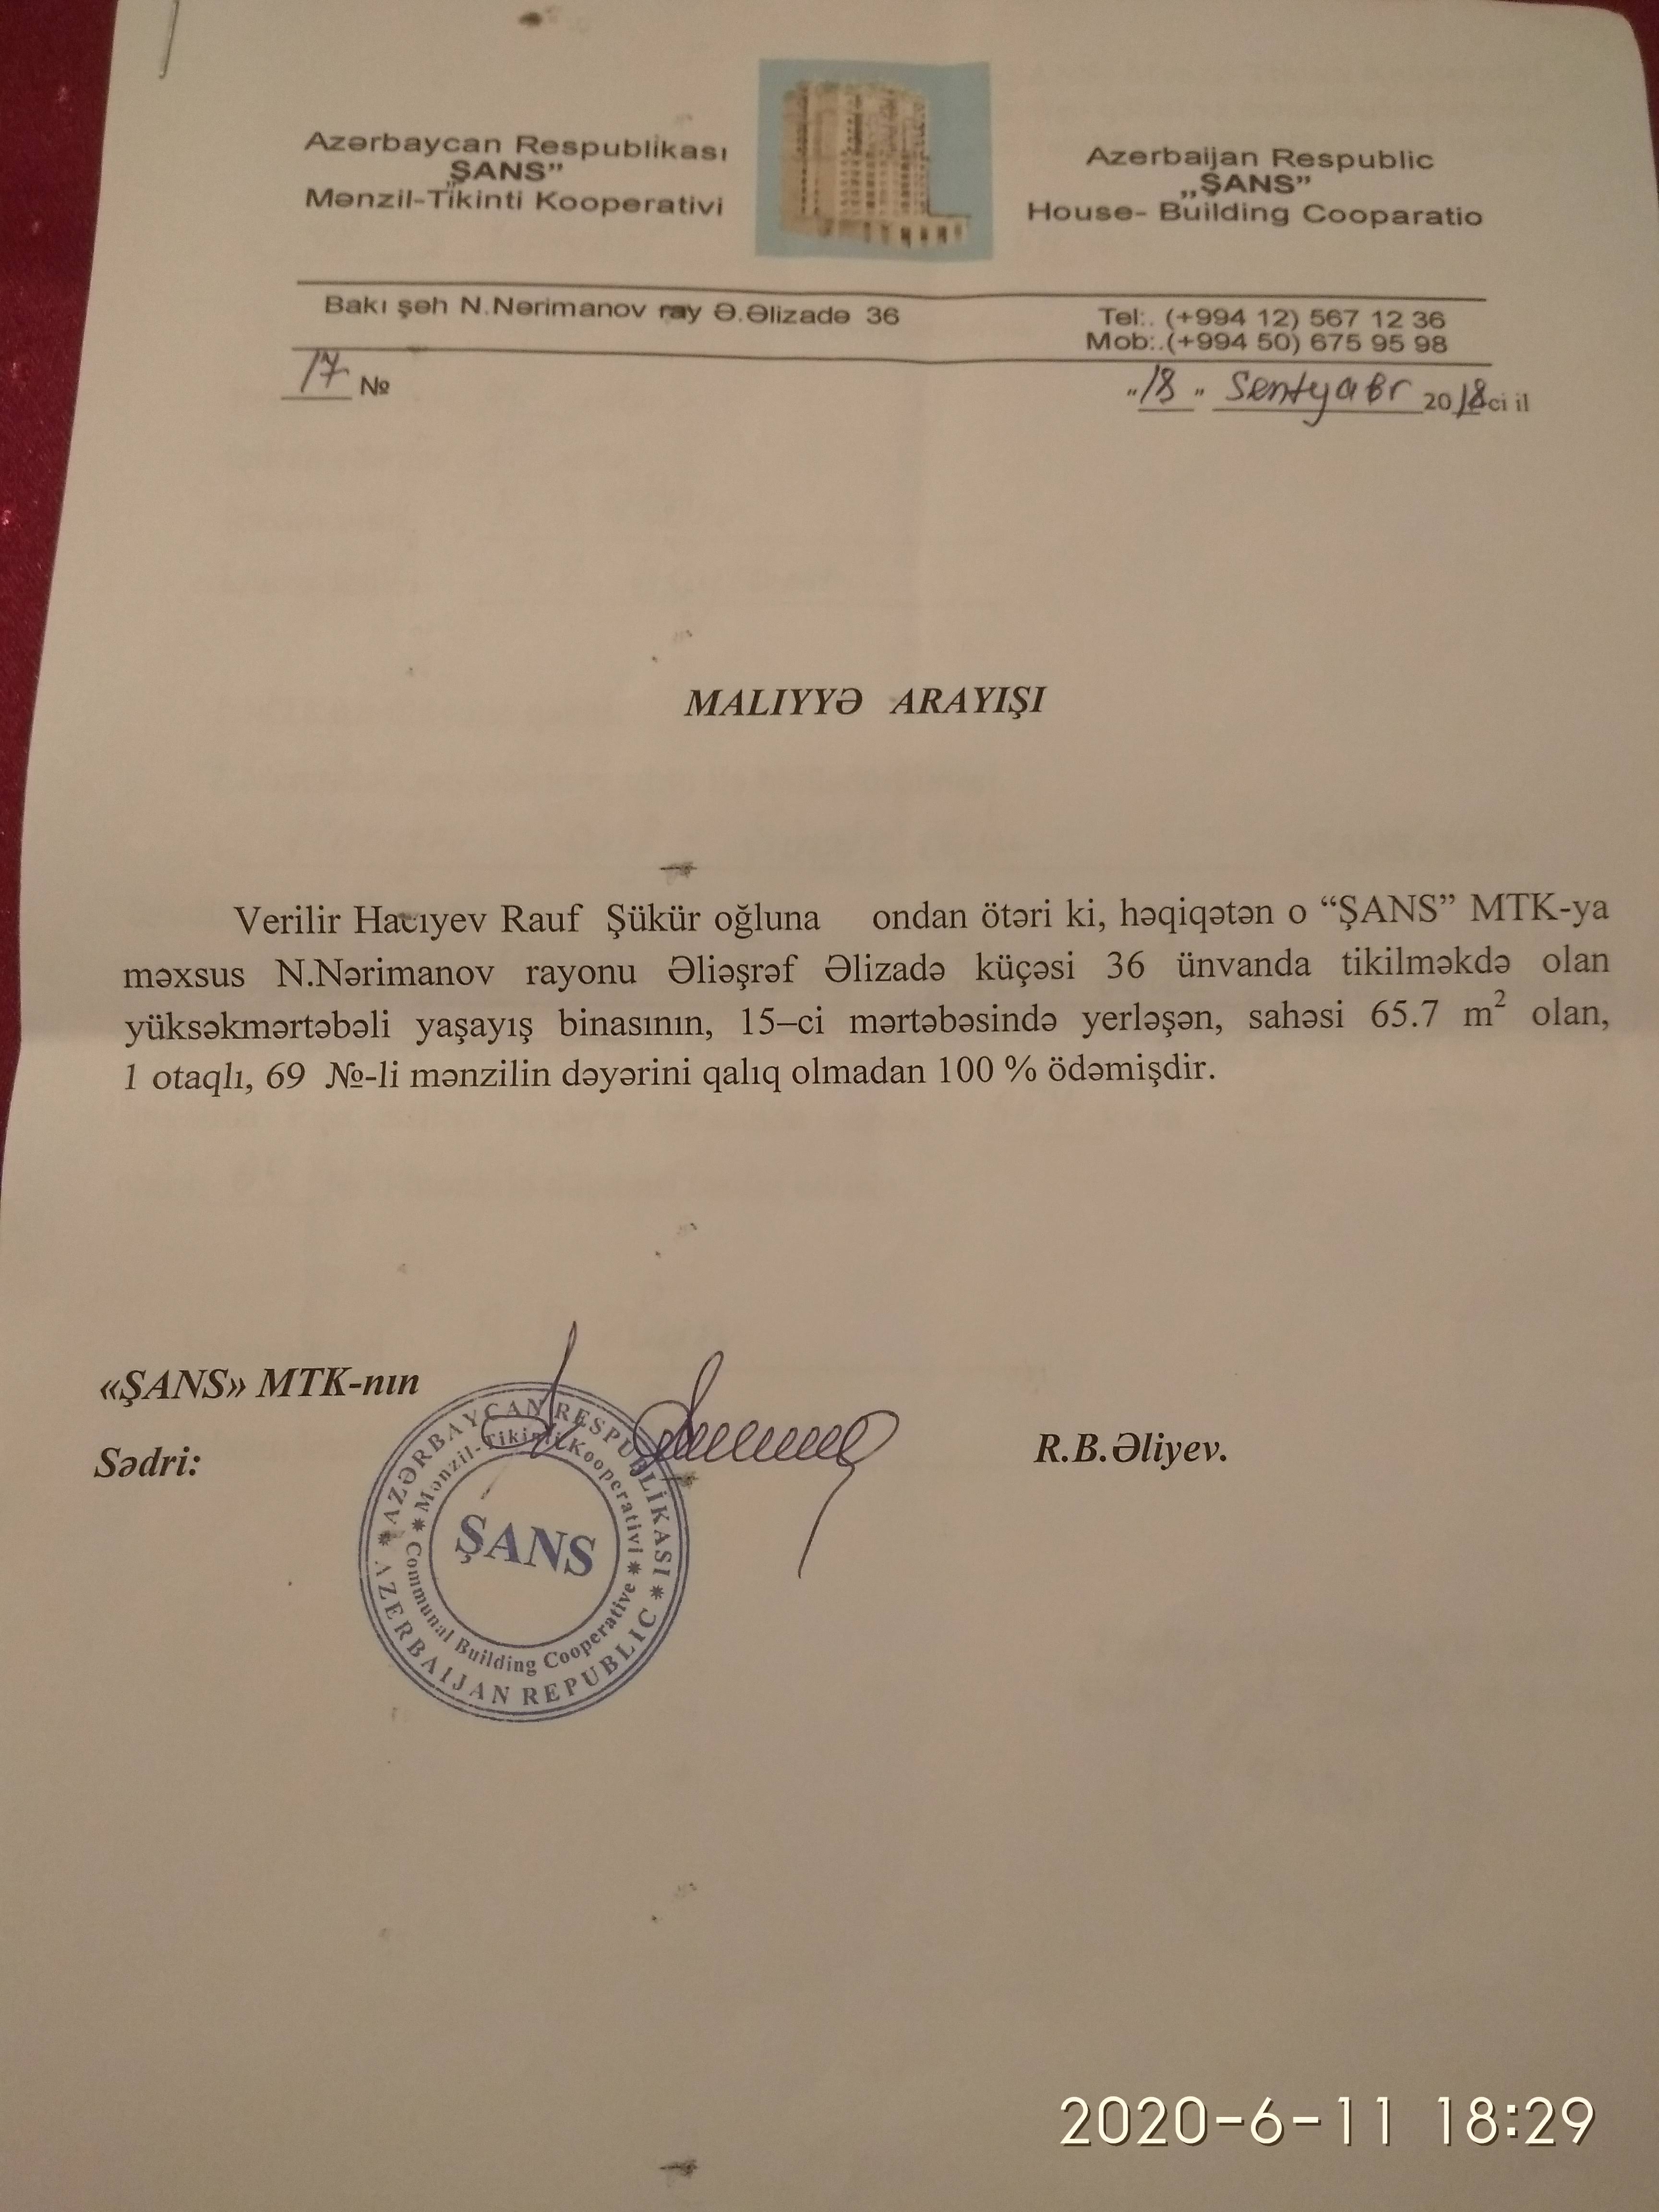 Azərbaycan Respublikası
„ŞANS”
Mənzil-Tikinti Kooperativi
Azerbaijan Respublic
„ŞANS”
House- Building Cooparatio
Bakı şəh N.Nərimanov ray Ə.Əlizadə 36
Tel:. (+994 12) 567 12 36
Mob:.(+994 50) 675 95 98
17 №
"18" Sentyabr 2018ci il
MALIYYƏ ARAYIŞI
Verilir Hacıyev Rauf Şükür oğluna ondan ötəri ki, həqiqətən o “ŞANS” MTK-ya
məxsus N.Nərimanov rayonu Əliəşrəf Əlizadə küçəsi 36 ünvanda tikilməkdə olan
yüksəkmərtəbəli yaşayış binasının, 15–ci mərtəbəsində yerləşən, sahəsi 65.7 m² olan,
1 otaqlı, 69 №-li mənzilin dəyərini qalıq olmadan 100 % ödəmişdir.
«ŞANS» MTK-nın
Sədri:
R.B.Əliyev.
AZƏRBAYCAN RESPUBLİKASI
Mənzil-Tikinti Kooperativi
ŞANS
Communal Building Cooperative
AZERBAIJAN REPUBLIC
2020-6-11 18:29